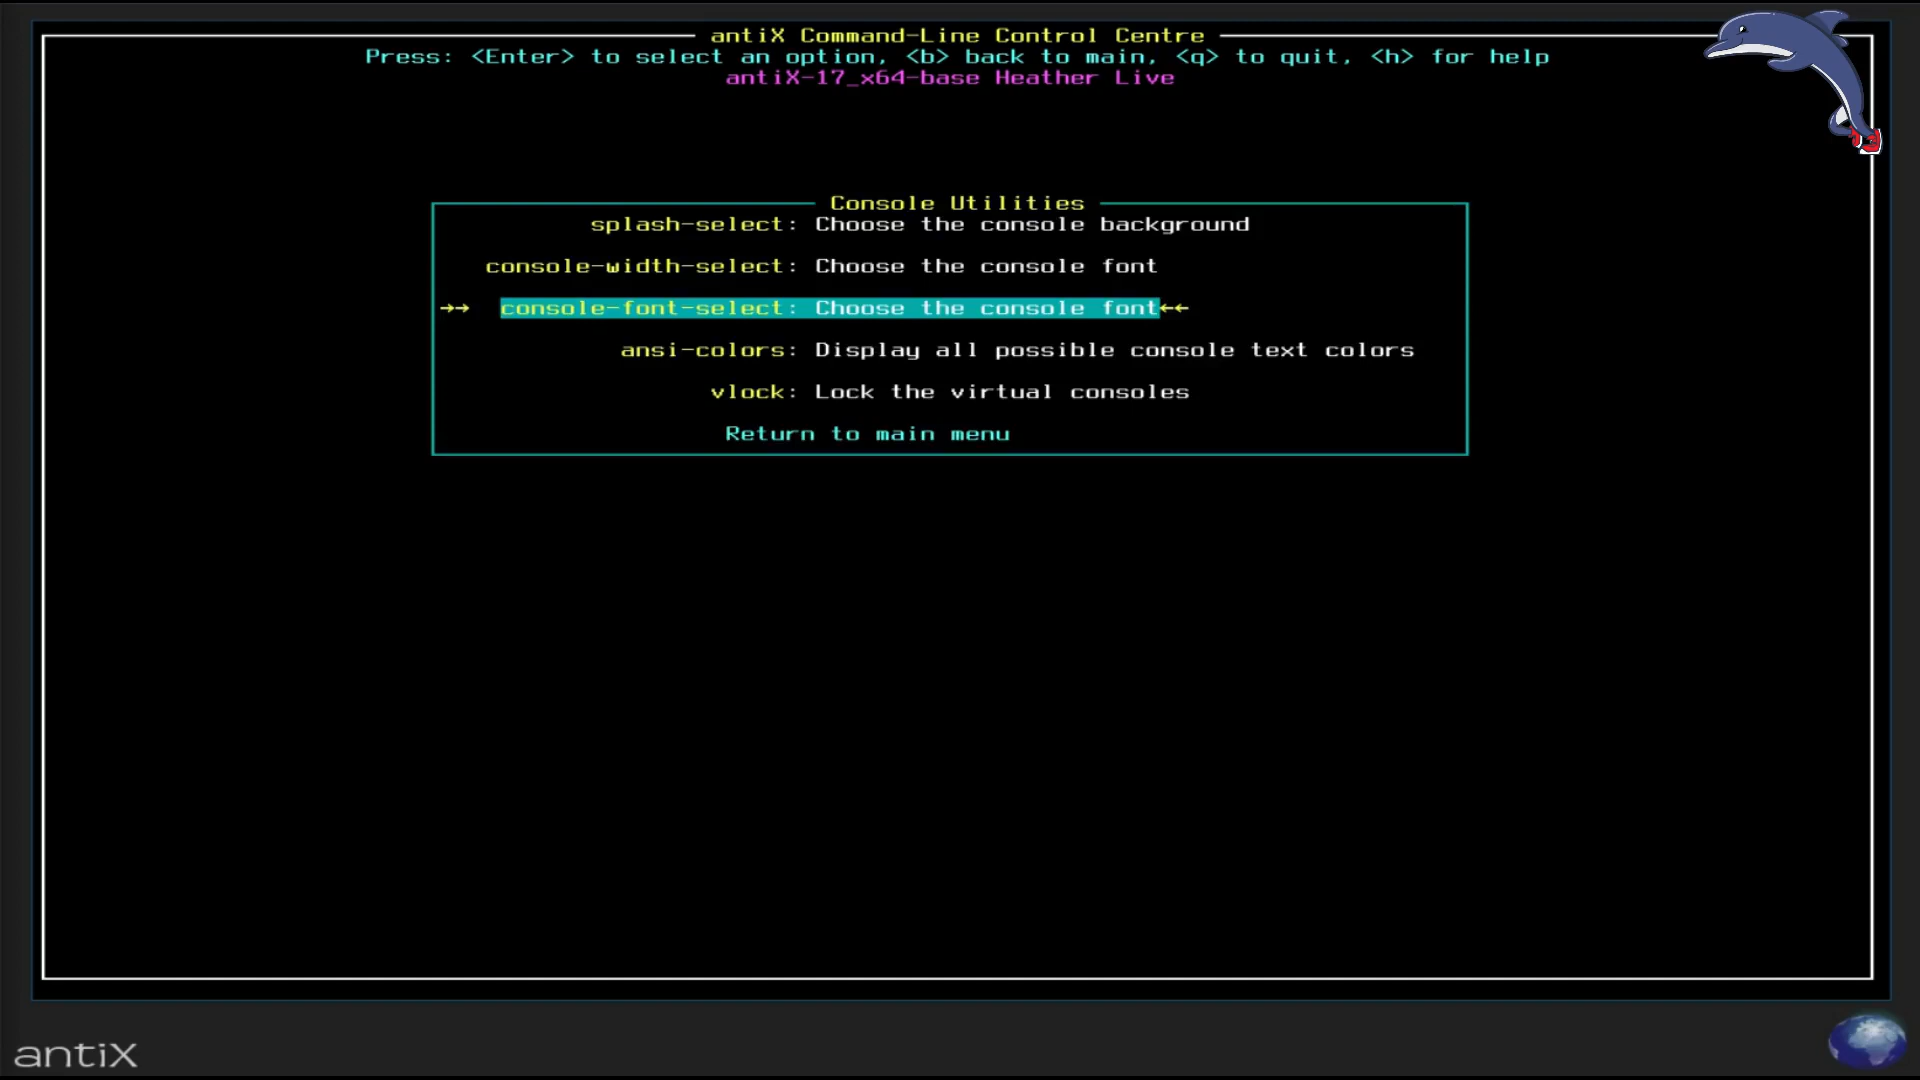 antiX Command-Line Control Centre
Press: <Enter> to select an option, <b> back to main, <q> to quit, <h> for help
antiX-17_x64-base Heather Live
Console Utilities
splash-select: Choose the console background
console-width-select: Choose the console font
→→ console-font-select: Choose the console font←←
ansi-colors: Display all possible console text colors
vlock: Lock the virtual consoles
Return to main menu
antiX